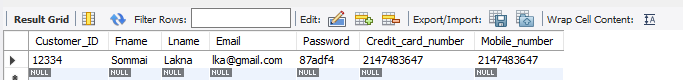 Result Grid Filter Rows: Edit: Export/Import: Wrap Cell Content: IA
Customer_ID Fname Lname Email Password Credit_card_number Mobile_number
12334 Sommai Lakna lka@gmail.com 87adf4 2147483647 2147483647
NULL NULL NULL NULL NULL NULL NULL